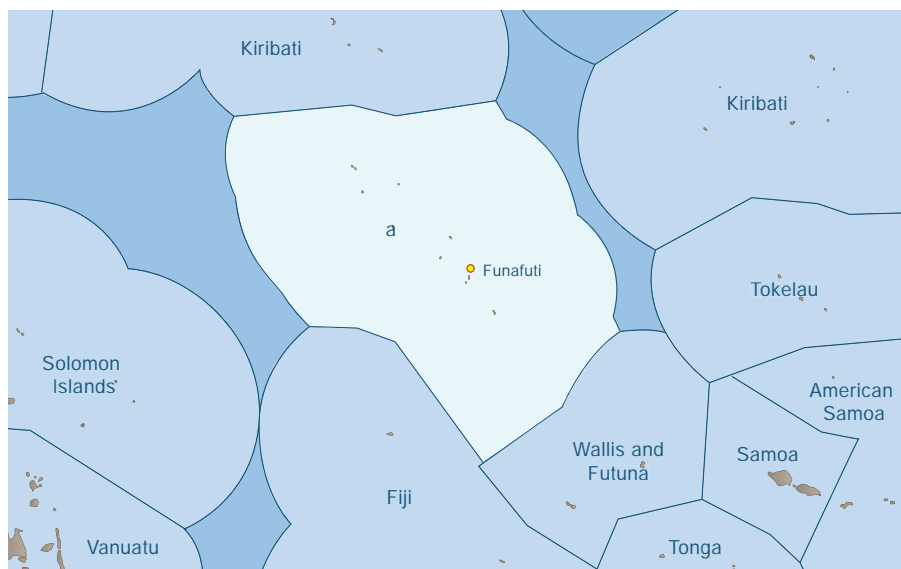 Kiribati
Kiribati
a
Funafuti
Tokelau
Solomon
Islands
American
Samoa
Wallis and
Futuna
Samoa
Fiji
Vanuatu
Tonga